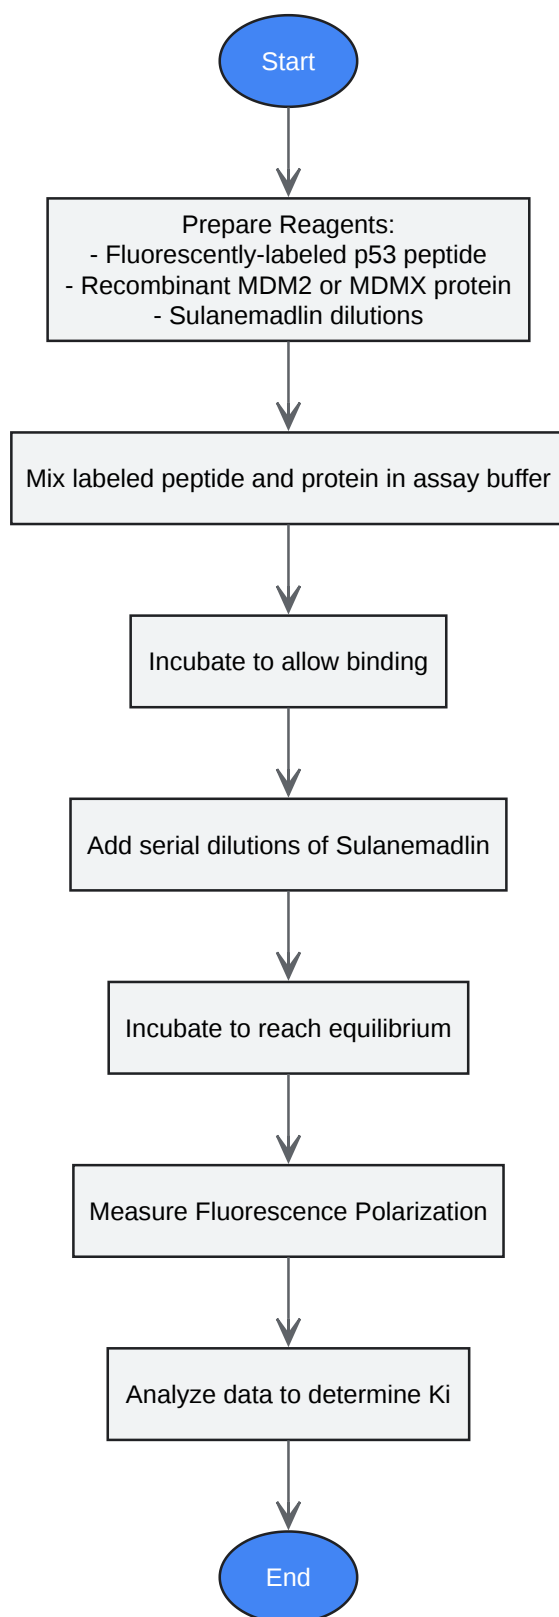 Start
Prepare Reagents:
- Fluorescently-labeled p53 peptide
- Recombinant MDM2 or MDMX protein
- Sulanemadlin dilutions
Mix labeled peptide and protein in assay buffer
Incubate to allow binding
Add serial dilutions of Sulanemadlin
Incubate to reach equilibrium
Measure Fluorescence Polarization
Analyze data to determine Ki
End